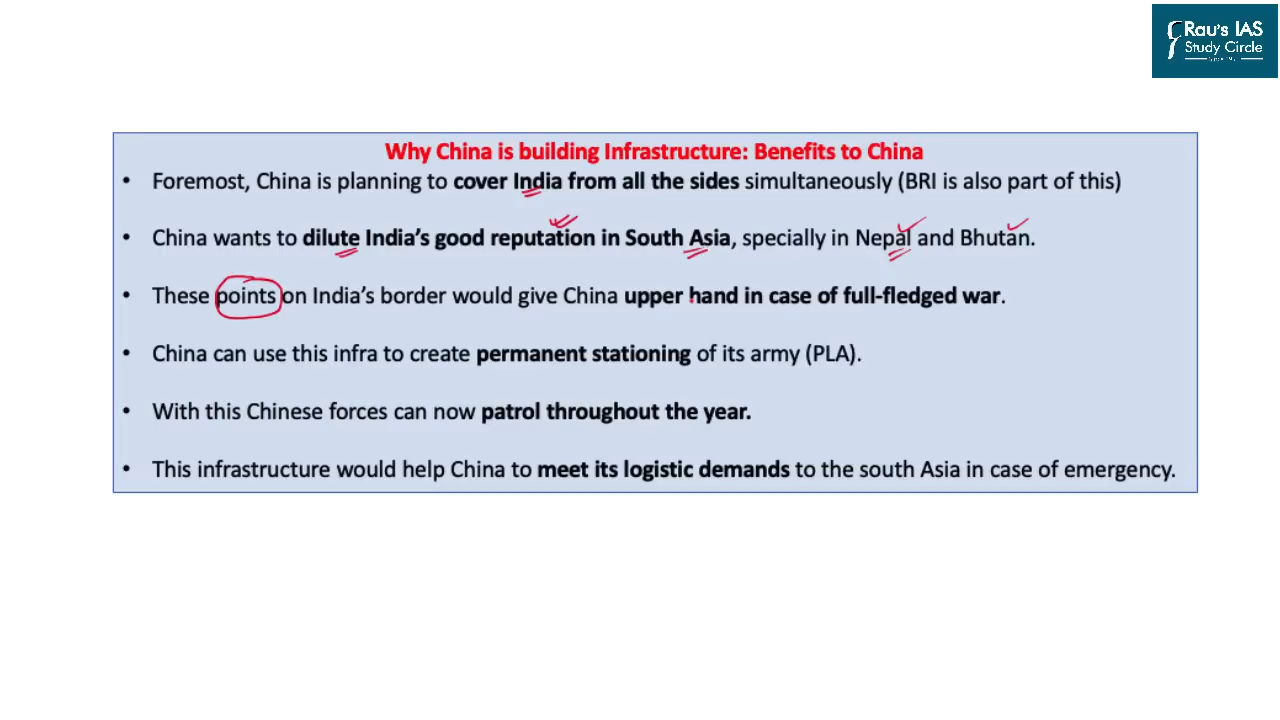 Rau's IAS
Study Circle
Why China is building Infrastructure: Benefits to China
• Foremost, China is planning to cover India from all the sides simultaneously (BRI is also part of this)
• China wants to dilute India's good reputation in South Asia, specially in Nepal and Bhutan.
• These points on India's border would give China upper hand in case of full-fledged war.
• China can use this infra to create permanent stationing of its army (PLA).
• With this Chinese forces can now patrol throughout the year.
• This infrastructure would help China to meet its logistic demands to the south Asia in case of emergency.